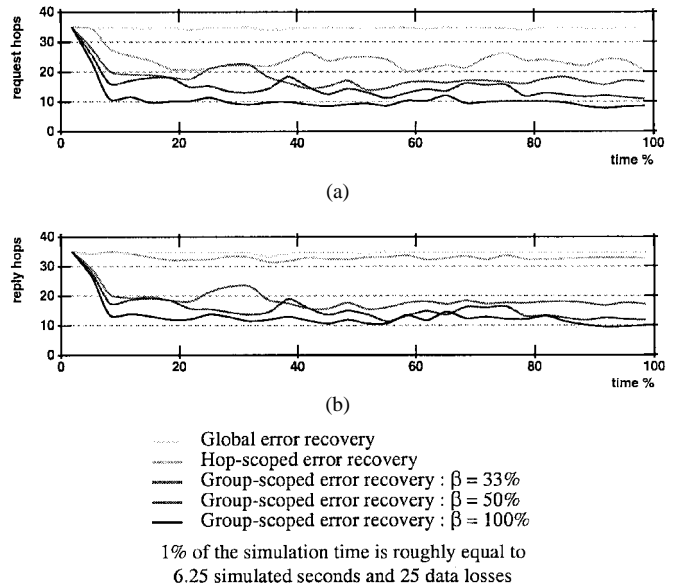 40
30
20
10
0
request hops
0
20
40
60
80
100
time %
(a)
40
30
20
10
0
reply hops
0
20
40
60
80
100
time %
(b)
Global error recovery
Hop-scoped error recovery
Group-scoped error recovery : β = 33%
Group-scoped error recovery : β = 50%
Group-scoped error recovery : β = 100%
1% of the simulation time is roughly equal to
6.25 simulated seconds and 25 data losses